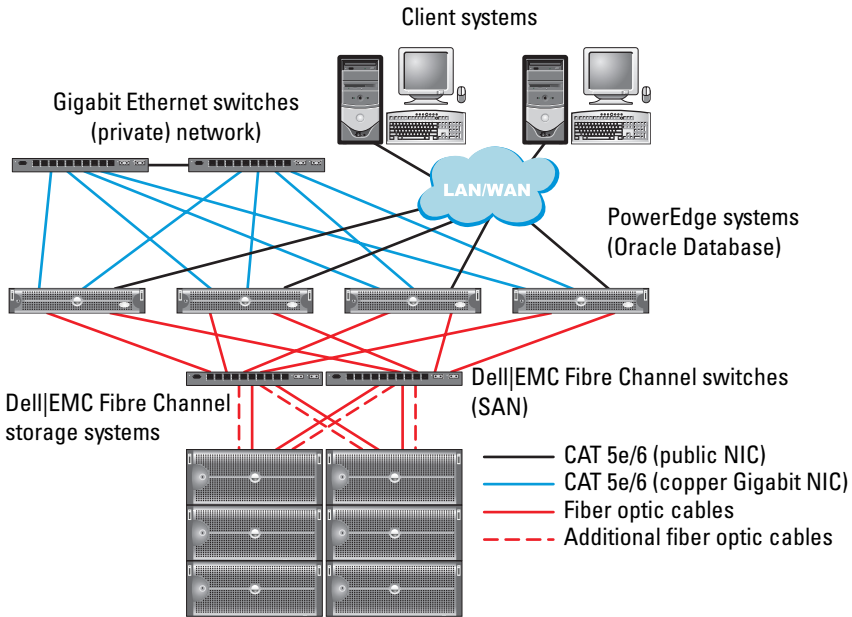 Client systems
Gigabit Ethernet switches
(private) network)
LAN/WAN
PowerEdge systems
(Oracle Database)
Dell|EMC Fibre Channel switches
(SAN)
Dell|EMC Fibre Channel
storage systems
CAT 5e/6 (public NIC)
CAT 5e/6 (copper Gigabit NIC)
Fiber optic cables
Additional fiber optic cables